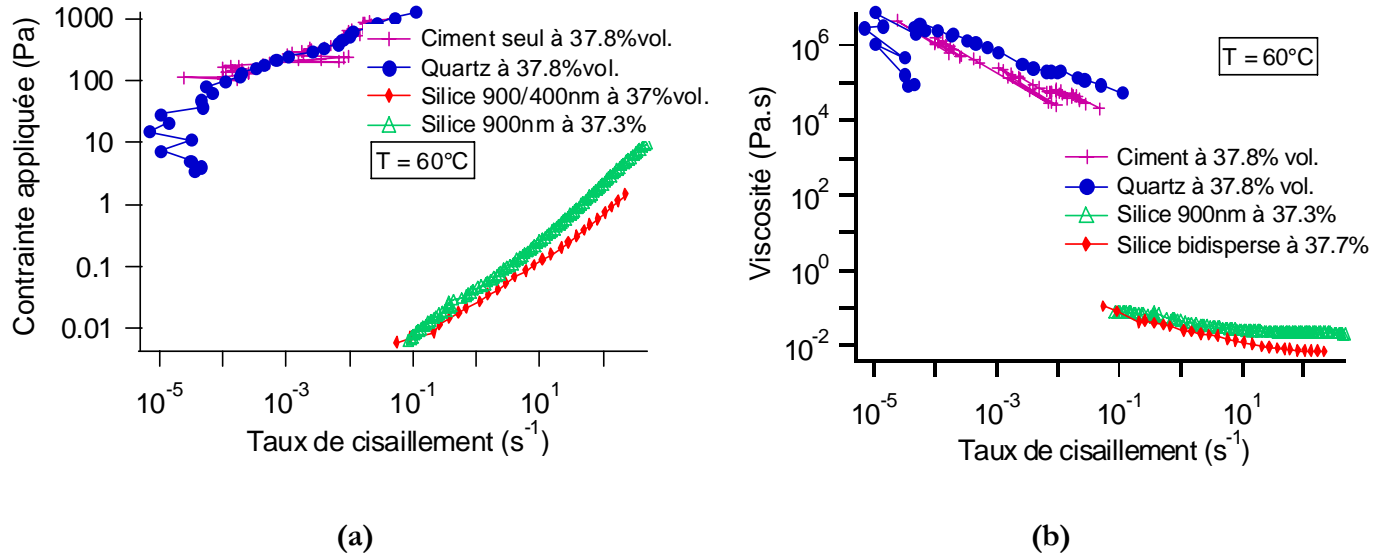 Contrainte appliquée (Pa)
1000
100
10
1
0.1
0.01
Ciment seul à 37.8%vol.
Quartz à 37.8%vol.
Silice 900/400nm à 37%vol.
Silice 900nm à 37.3%
T = 60°C
10⁻⁵
10⁻³
10⁻¹
10¹
Taux de cisaillement (s⁻¹)
(a)
Viscosité (Pa.s)
10⁶
10⁴
10²
10⁰
10⁻²
T = 60°C
Ciment à 37.8% vol.
Quartz à 37.8% vol.
Silice 900nm à 37.3%
Silice bidisperse à 37.7%
10⁻⁵
10⁻³
10⁻¹
10¹
Taux de cisaillement (s⁻¹)
(b)